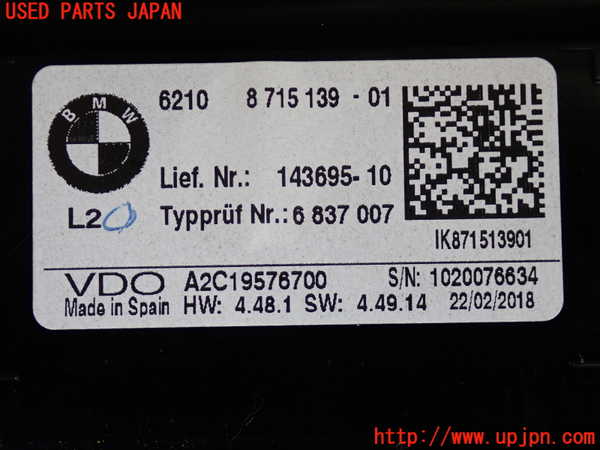 USED PARTS JAPAN
BMW
6210 8 715 139 - 01
Lief. Nr.: 143695- 10
L20 Typprüf Nr.: 6 837 007
IK871513901
VDO A2C19576700 S/N: 1020076634
Made in Spain HW: 4.48.1 SW: 4.49.14 22/02/2018
http://www.upjpn.com/